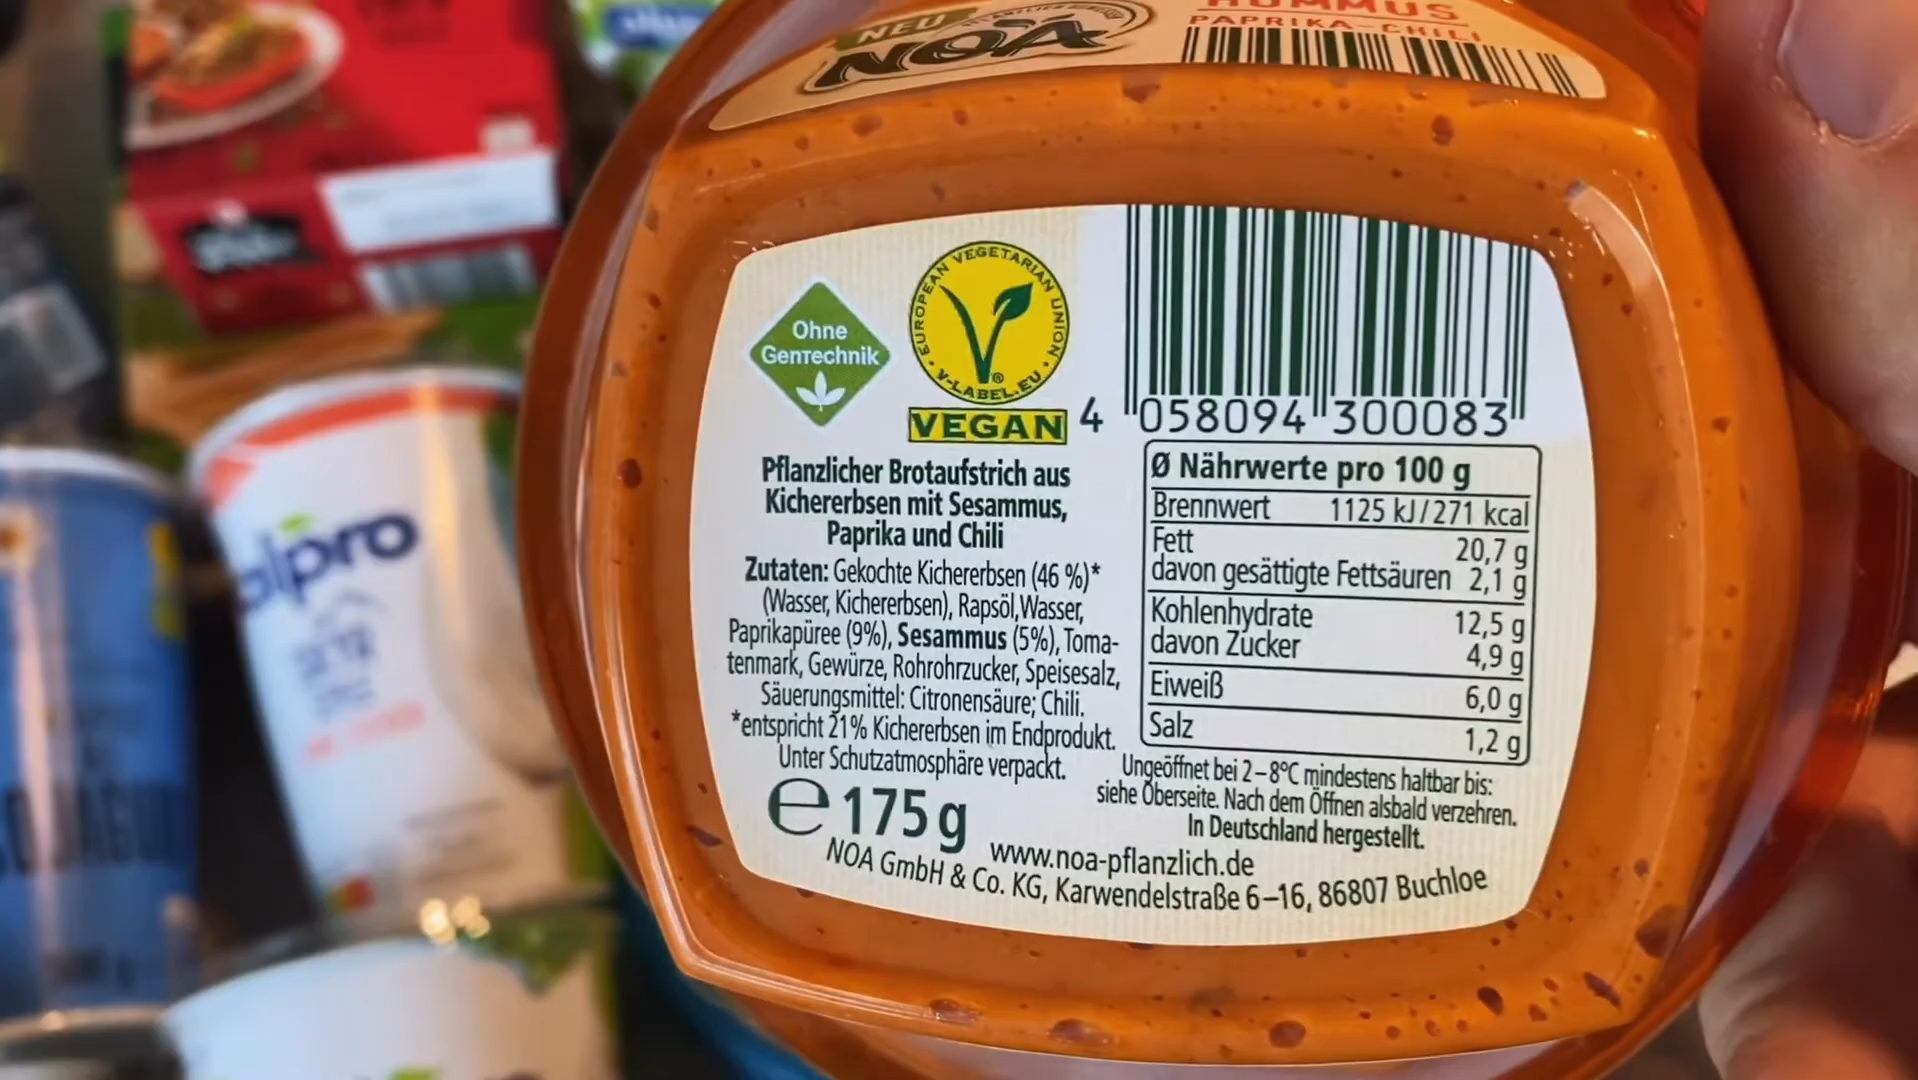 NEU
NOA
HUMMUS
PAPRIKA-CHILI
alpro
Ohne
GenTechnik
EUROPEAN VEGETARIAN UNION
V-LABEL.EU
VEGAN
4 058094 300083
Pflanzlicher Brotaufstrich aus
Kichererbsen mit Sesammus,
Paprika und Chili
Zutaten: Gekochte Kichererbsen (46 %)*
(Wasser, Kichererbsen), Rapsöl, Wasser,
Paprikapüree (9%), Sesammus (5%), Toma-
tenmark, Gewürze, Rohrohrzucker, Speisesalz,
Säuerungsmittel: Citronensäure; Chili.
*entspricht 21% Kichererbsen im Endprodukt.
Unter Schutzatmosphäre verpackt.
℮ 175 g
Ø Nährwerte pro 100 g
Brennwert 1125 kJ/271 kcal
Fett 20,7 g
davon gesättigte Fettsäuren 2,1 g
Kohlenhydrate 12,5 g
davon Zucker 4,9 g
Eiweiß 6,0 g
Salz 1,2 g
Ungeöffnet bei 2–8°C mindestens haltbar bis:
siehe Oberseite. Nach dem Öffnen alsbald verzehren.
In Deutschland hergestellt.
www.noa-pflanzlich.de
NOA GmbH & Co. KG, Karwendelstraße 6–16, 86807 Buchloe